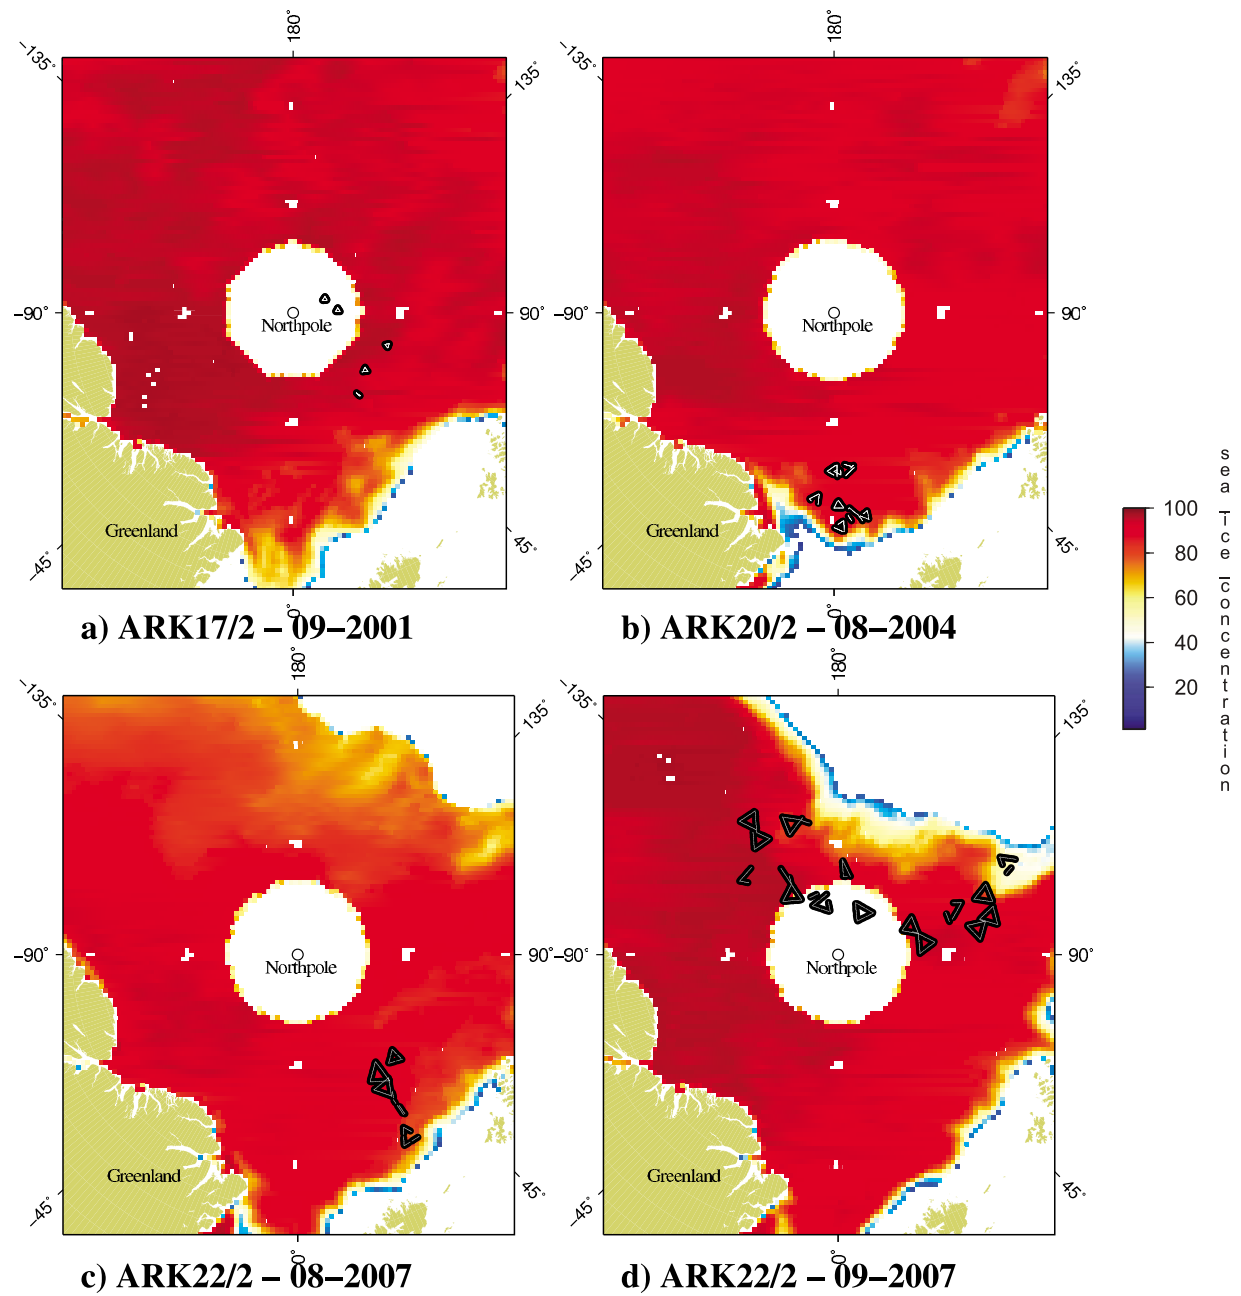 180°
−135°
135°
−90°
Northpole
90°
Greenland
−45°
45°
0°
a) ARK17/2 − 09−2001
180°
−135°
135°
−90°
Northpole
90°
Greenland
−45°
45°
0°
b) ARK20/2 − 08−2004
180°
−135°
135°
−90°
Northpole
90°
Greenland
−45°
45°
0°
c) ARK22/2 − 08−2007
180°
−135°
135°
−90°
Northpole
90°
Greenland
−45°
45°
0°
d) ARK22/2 − 09−2007
100
80
60
40
20
sea_Ice_concentration